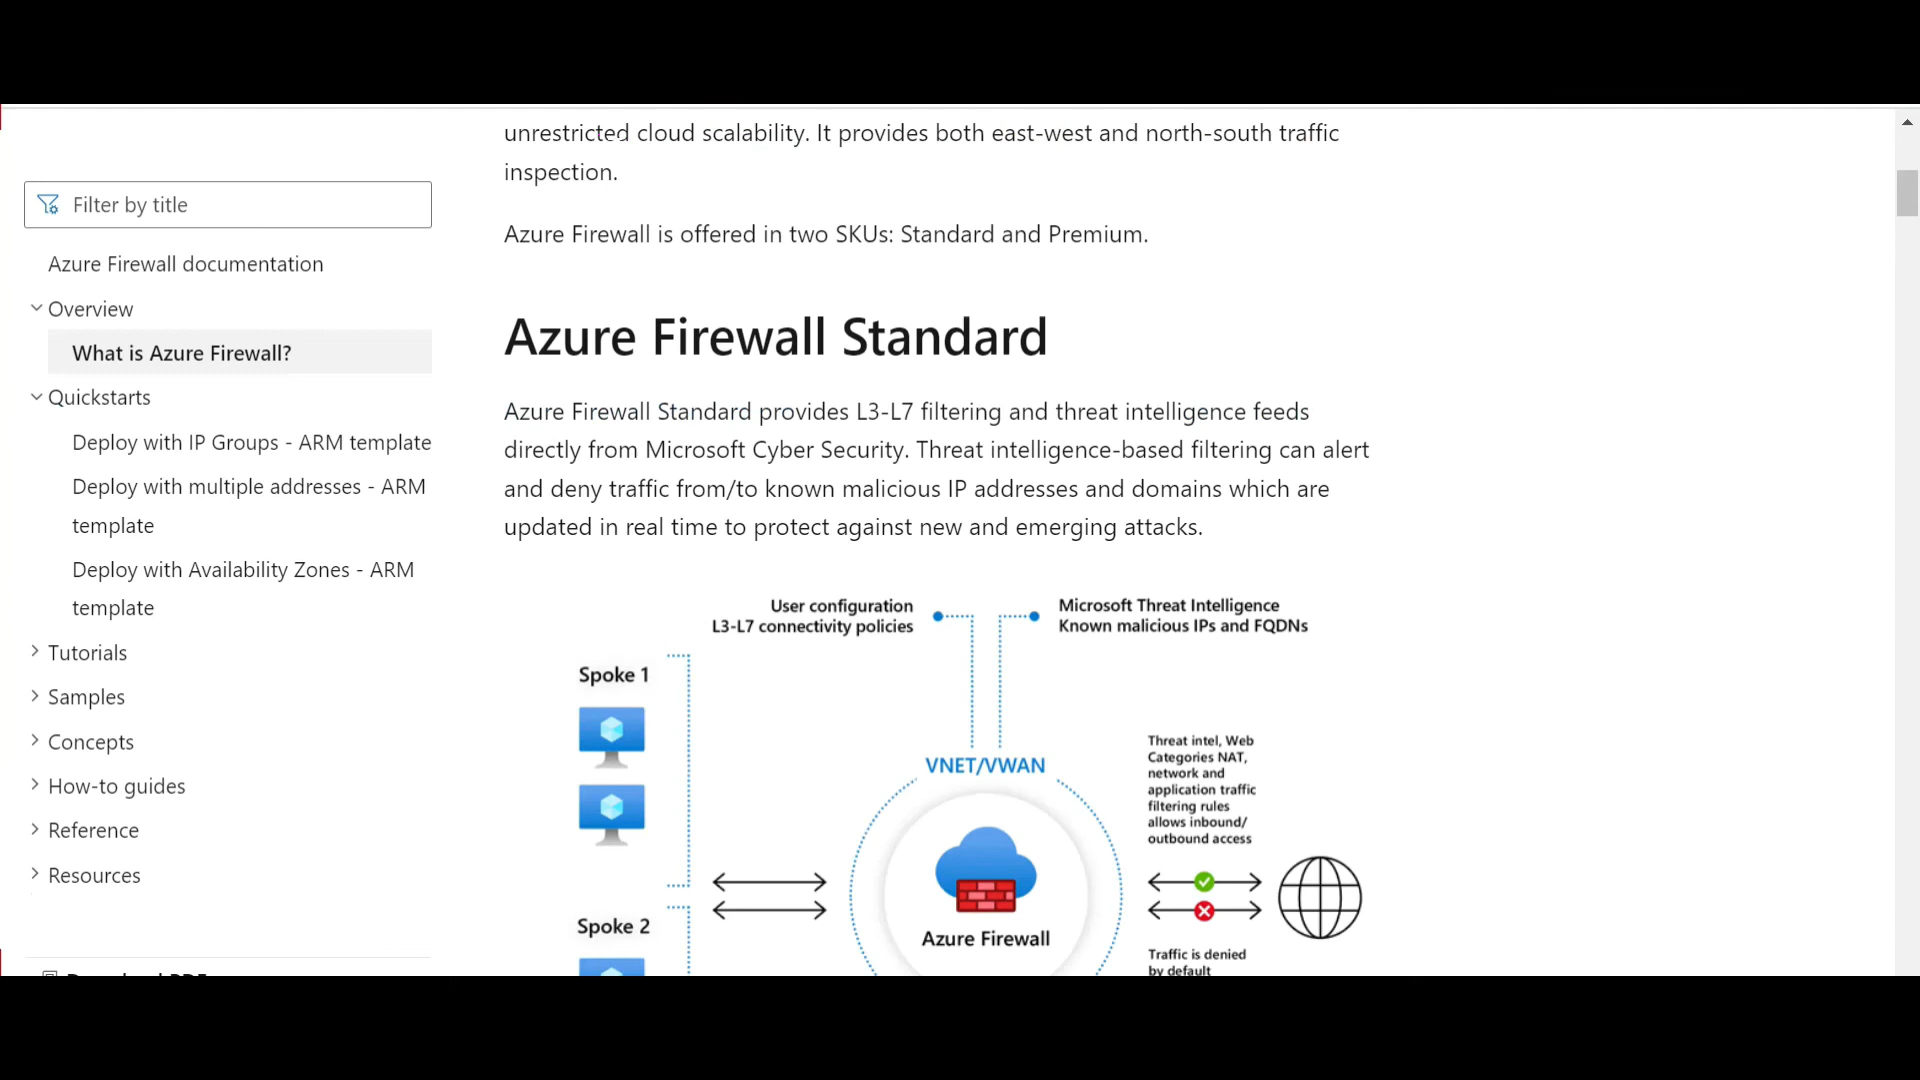 unrestricted cloud scalability. It provides both east-west and north-south traffic
inspection.
Filter by title
Azure Firewall documentation
Overview
What is Azure Firewall?
Quickstarts
Deploy with IP Groups - ARM template
Deploy with multiple addresses - ARM
template
Deploy with Availability Zones - ARM
template
Tutorials
Samples
Concepts
How-to guides
Reference
Resources
Download PDF
Azure Firewall is offered in two SKUs: Standard and Premium.
Azure Firewall Standard
Azure Firewall Standard provides L3-L7 filtering and threat intelligence feeds
directly from Microsoft Cyber Security. Threat intelligence-based filtering can alert
and deny traffic from/to known malicious IP addresses and domains which are
updated in real time to protect against new and emerging attacks.
User configuration
L3-L7 connectivity policies
Microsoft Threat Intelligence
Known malicious IPs and FQDNs
Spoke 1
VNET/VWAN
Threat intel, Web
Categories NAT,
network and
application traffic
filtering rules
allows inbound/
outbound access
Spoke 2
Azure Firewall
Traffic is denied
by default